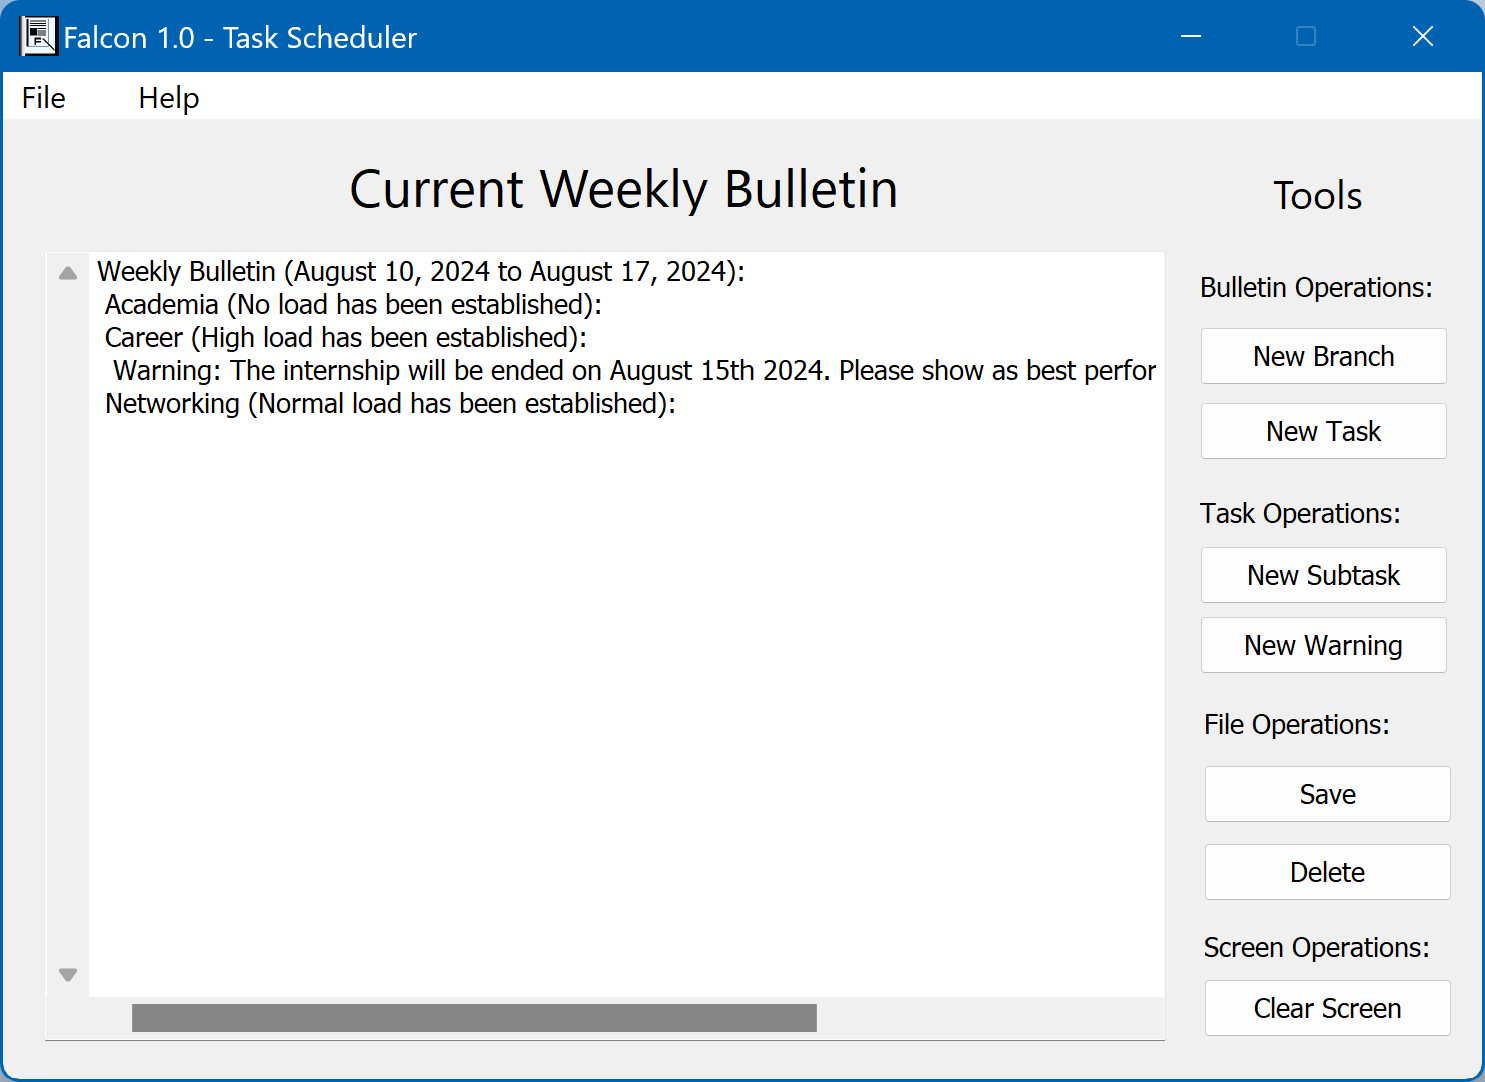 Falcon 1.0 - Task Scheduler
File Help
Current Weekly Bulletin
Weekly Bulletin (August 10, 2024 to August 17, 2024):
Academia (No load has been established):
Career (High load has been established):
Warning: The internship will be ended on August 15th 2024. Please show as best perfor
Networking (Normal load has been established):
Tools
Bulletin Operations:
New Branch
New Task
Task Operations:
New Subtask
New Warning
File Operations:
Save
Delete
Screen Operations:
Clear Screen